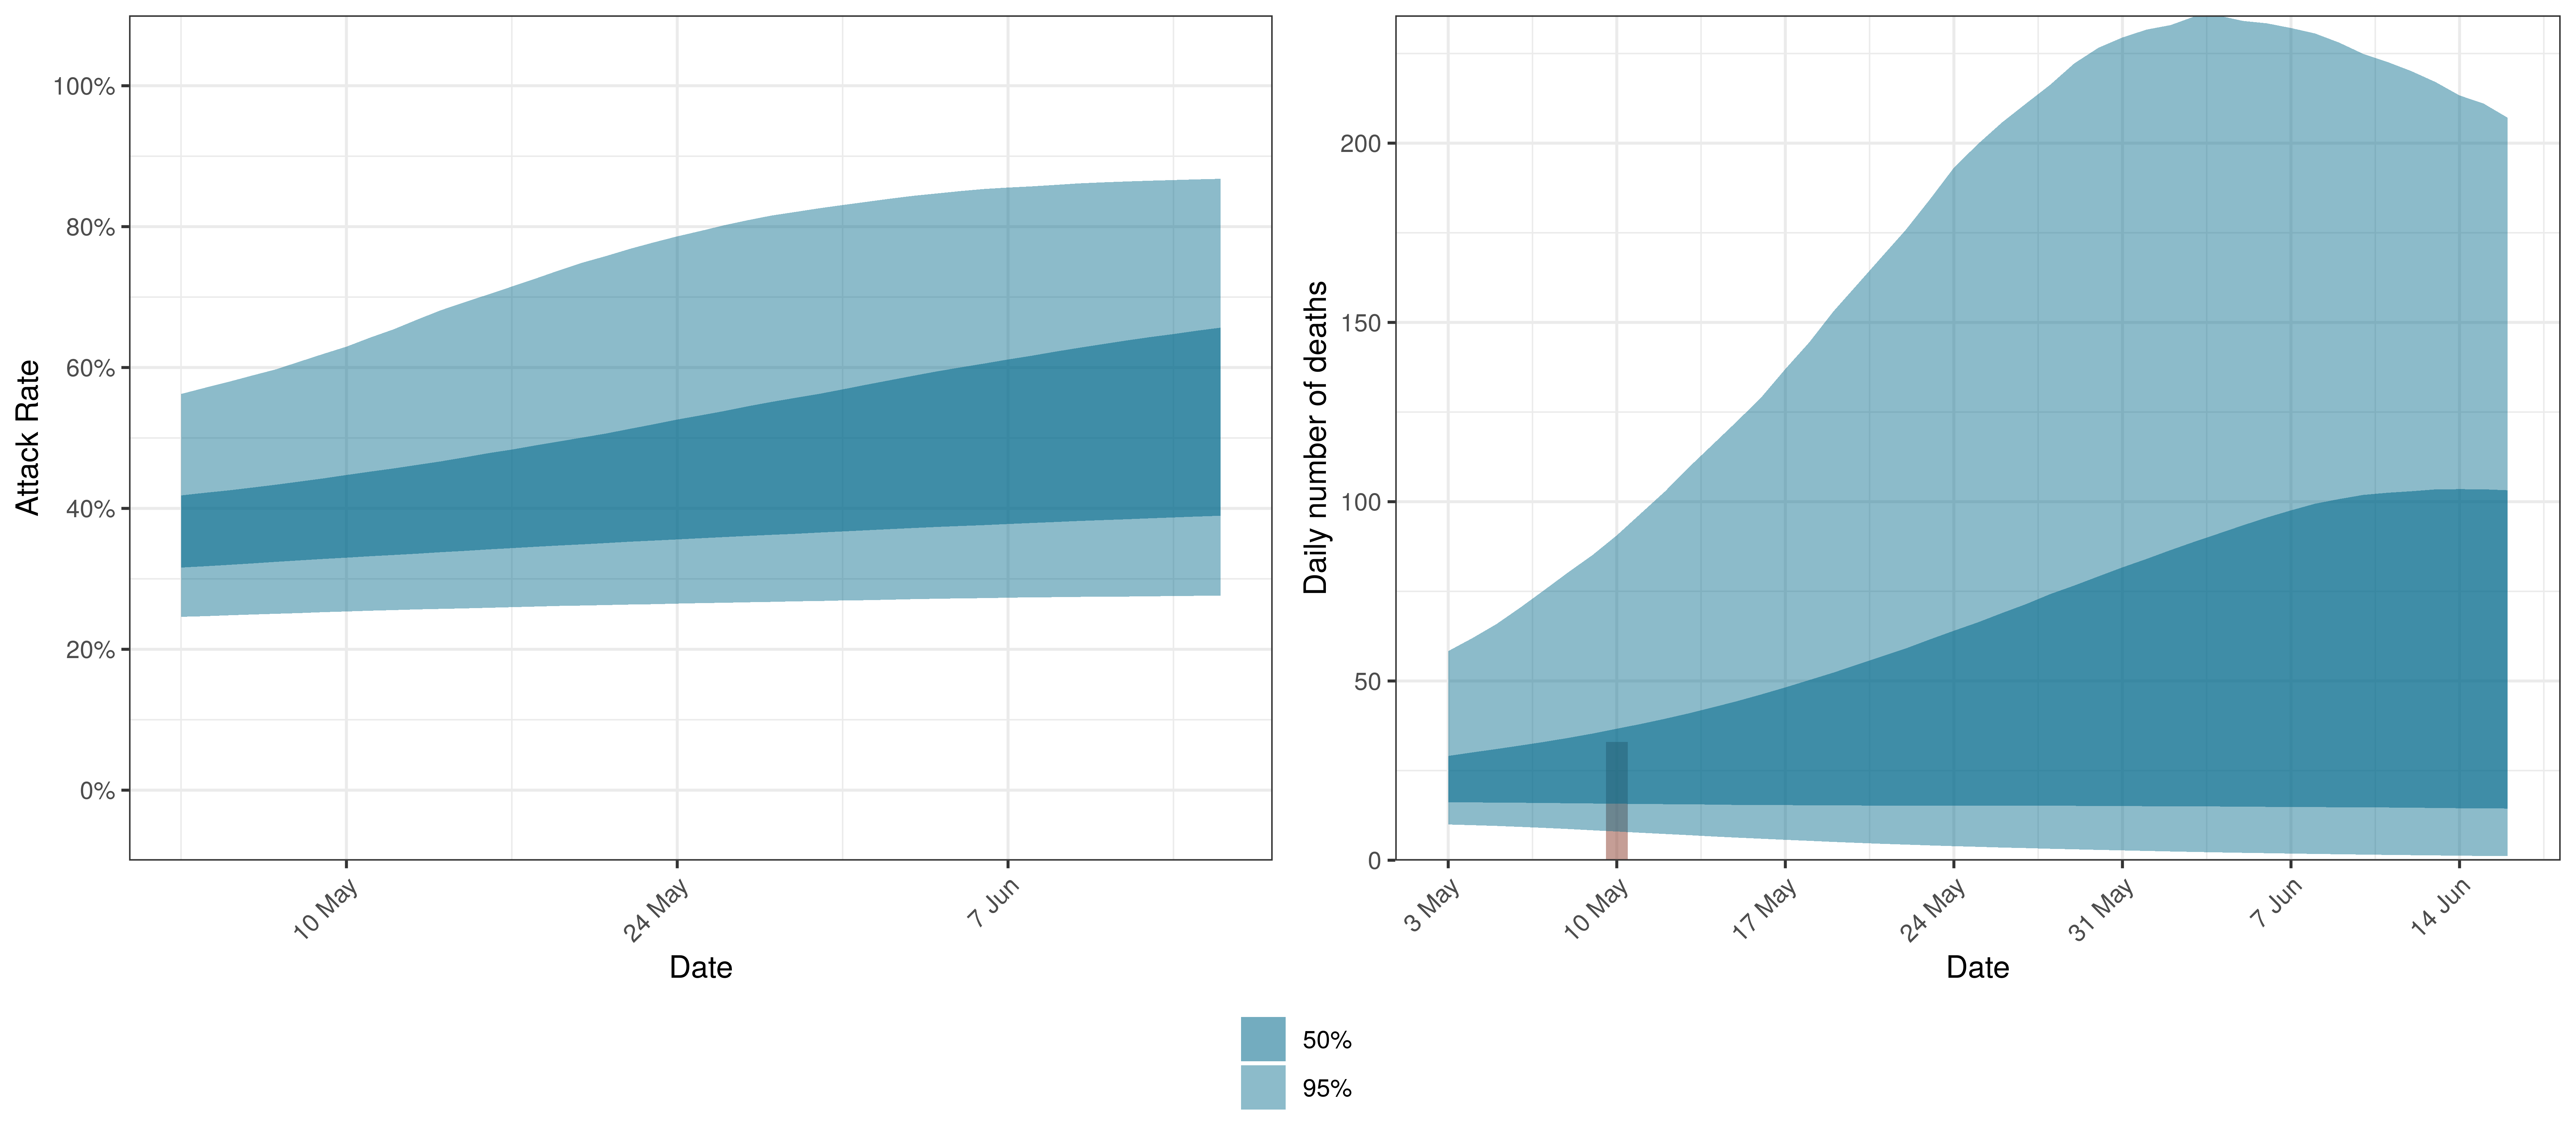 Attack Rate
100%
80%
60%
40%
20%
0%
10 May
24 May
7 Jun
Date
Daily number of deaths
200
150
100
50
0
3 May
10 May
17 May
24 May
31 May
7 Jun
14 Jun
Date
50%
95%